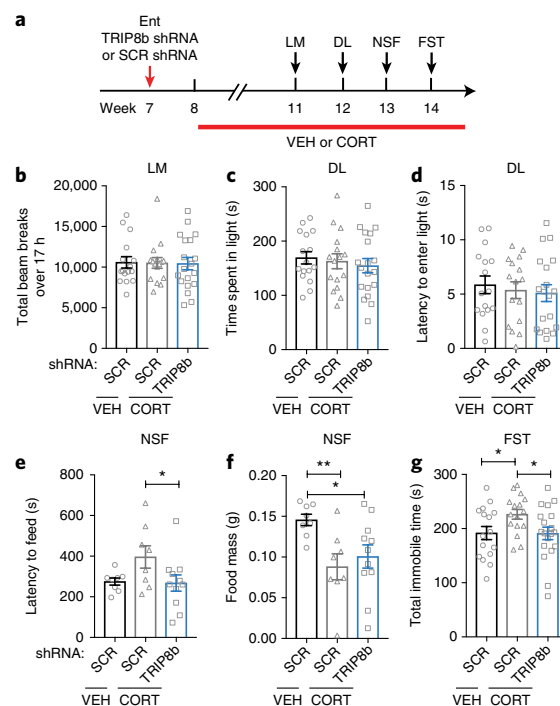 a
Ent
TRIP8b shRNA
or SCR shRNA
LM DL NSF FST
Week 7 8 11 12 13 14
VEH or CORT
b
LM
Total beam breaks
over 17 h
20,000
15,000
10,000
5,000
0
shRNA:
SCR SCR TRIP8b
VEH CORT
c
DL
Time spent in light (s)
300
200
100
0
SCR SCR TRIP8b
VEH CORT
d
DL
Latency to enter light (s)
15
10
5
0
SCR SCR TRIP8b
VEH CORT
e
NSF
Latency to feed (s)
800
600
400
200
0
*
shRNA:
SCR SCR TRIP8b
VEH CORT
f
NSF
Food mass (g)
0.20
0.15
0.10
0.05
0.00
**
*
SCR SCR TRIP8b
VEH CORT
g
FST
Total immobile time (s)
300
200
100
0
* *
SCR SCR TRIP8b
VEH CORT